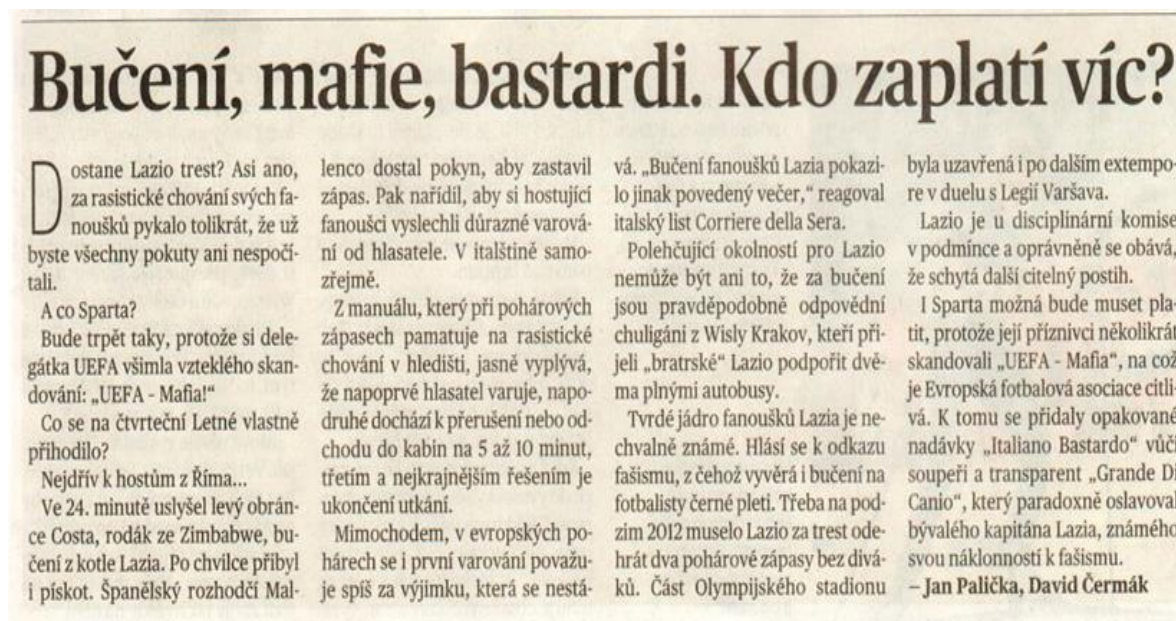 Bučení, mafie, bastardi. Kdo zaplatí víc?
Dostane Lazio trest? Asi ano,
za rasistické chování svých fa-
noušků pykalo tolikrát, že už
byste všechny pokuty ani nespočí-
tali.
A co Sparta?
Bude trpět taky, protože si dele-
gátka UEFA všimla vzteklého skan-
dování: „UEFA - Mafia!"
Co se na čtvrteční Letné vlastně
přihodilo?
Nejdřív k hostům z Říma...
Ve 24. minutě uslyšel levý obrán-
ce Costa, rodák ze Zimbabwe, bu-
čení z kotle Lazia. Po chvilce přibyl
i pískot. Španělský rozhodčí Mal-
lenco dostal pokyn, aby zastavil
zápas. Pak nařídil, aby si hostující
fanoušci vyslechli důrazné varová-
ní od hlasatele. V italštině samo-
zřejmě.
Z manuálu, který při pohárových
zápasech pamatuje na rasistické
chování v hledišti, jasně vyplývá,
že napoprvé hlasatel varuje, napo-
druhé dochází k přerušení nebo od-
chodu do kabin na 5 až 10 minut,
třetím a nejkrajnějším řešením je
ukončení utkání.
Mimochodem, v evropských po-
hárech se i první varování považu-
je spíš za výjimku, která se nestá-
vá. „Bučení fanoušků Lazia pokazi-
lo jinak povedený večer," reagoval
italský list Corriere della Sera.
Polehčující okolností pro Lazio
nemůže být ani to, že za bučení
jsou pravděpodobně odpovědní
chuligáni z Wisly Krakov, kteří při-
jeli „bratrské" Lazio podpořit dvě-
ma plnými autobusy.
Tvrdé jádro fanoušků Lazia je ne-
chvalně známé. Hlásí se k odkazu
fašismu, z čehož vyvěrá i bučení na
fotbalisty černé pleti. Třeba na pod-
zim 2012 muselo Lazio za trest ode-
hrát dva pohárové zápasy bez divá-
ků. Část Olympijského stadionu
byla uzavřená i po dalším extempo-
re v duelu s Legií Varšava.
Lazio je u disciplinární komise
v podmínce a oprávněně se obává,
že schytá další citelný postih.
I Sparta možná bude muset pla-
tit, protože její příznivci několikrát
skandovali „UEFA - Mafia", na což
je Evropská fotbalová asociace citli-
vá. K tomu se přidaly opakované
nadávky „Italiano Bastardo" vůči
soupeři a transparent „Grande Di
Canio", který paradoxně oslavoval
bývalého kapitána Lazia, známého
svou náklonností k fašismu.
– Jan Palička, David Čermák